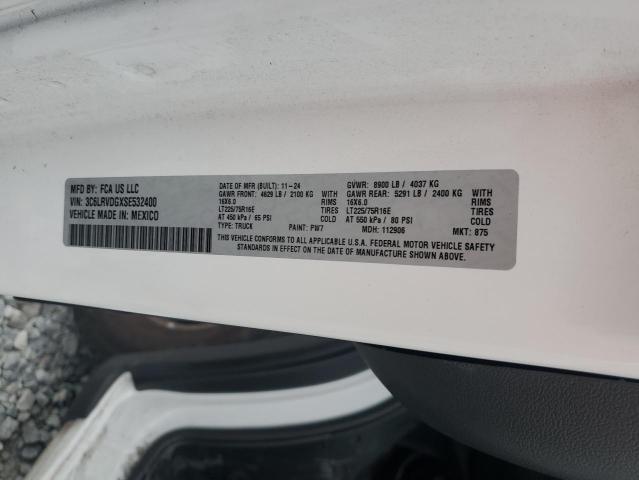 MFD BY: FCA US LLC
VIN: 3C6LRVDGXSE532400
VEHICLE MADE IN: MEXICO
DATE OF MFR (BUILT): 11-24 GVWR: 8900 LB / 4037 KG
GAWR FRONT: 4629 LB / 2100 KG GAWR REAR: 5291 LB / 2400 KG
16X6.0 RIMS 16X6.0 RIMS
LT225/75R16E TIRES LT225/75R16E TIRES
AT 450 kPa / 65 PSI COLD AT 550 kPa / 80 PSI COLD
TYPE: TRUCK PAINT: PW7 MDH: 112906 MKT: 875
THIS VEHICLE CONFORMS TO ALL APPLICABLE U.S.A. FEDERAL MOTOR VEHICLE SAFETY
STANDARDS IN EFFECT ON THE DATE OF MANUFACTURE SHOWN ABOVE.